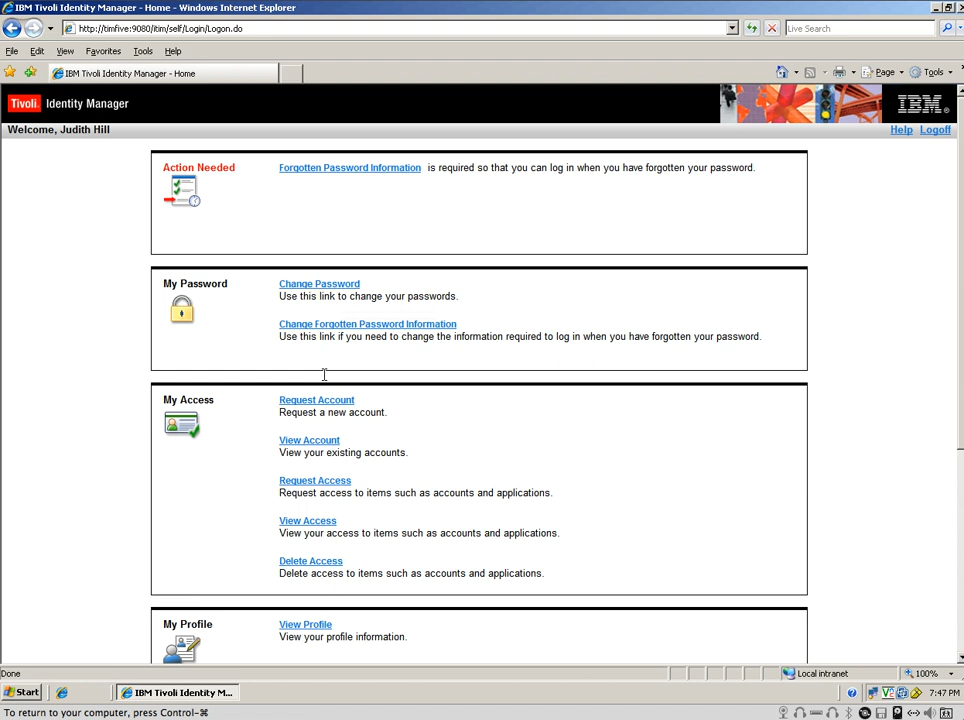 IBM Tivoli Identity Manager - Home - Windows Internet Explorer
http://timfive:9080/itim/self/Login/Logon.do
Live Search
File Edit View Favorites Tools Help
IBM Tivoli Identity Manager - Home
Page Tools
Tivoli Identity Manager
IBM
Welcome, Judith Hill
Help Logoff
Action Needed
Forgotten Password Information is required so that you can log in when you have forgotten your password.
My Password
Change Password
Use this link to change your passwords.
Change Forgotten Password Information
Use this link if you need to change the information required to log in when you have forgotten your password.
My Access
Request Account
Request a new account.
View Account
View your existing accounts.
Request Access
Request access to items such as accounts and applications.
View Access
View your access to items such as accounts and applications.
Delete Access
Delete access to items such as accounts and applications.
My Profile
View Profile
View your profile information.
Done
Local intranet
100%
Start
IBM Tivoli Identity M...
7:47 PM
To return to your computer, press Control-⌘